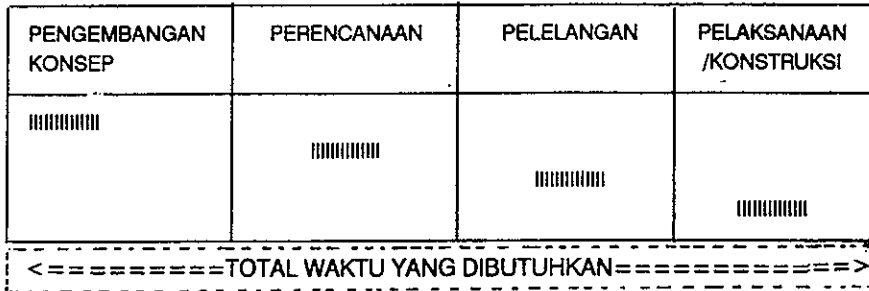 PENGEMBANGAN KONSEP
PERENCANAAN
PELELANGAN
PELAKSANAAN /KONSTRUKSI
<==========TOTAL WAKTU YANG DIBUTUHKAN==============>